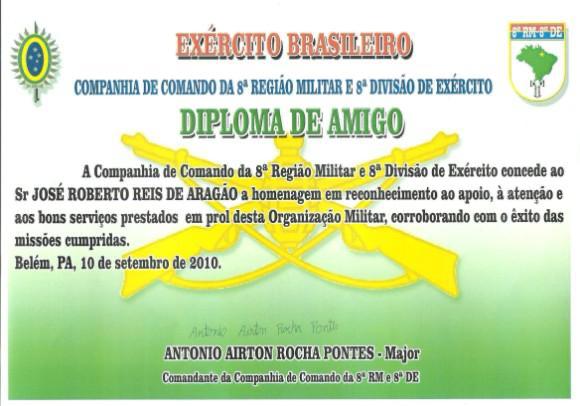 EXÉRCITO BRASILEIRO
8ª RM-8ª DE
COMPANHIA DE COMANDO DA 8ª REGIÃO MILITAR E 8ª DIVISÃO DE EXÉRCITO
DIPLOMA DE AMIGO
A Companhia de Comando da 8ª Região Militar e 8ª Divisão de Exército concede ao
Sr JOSÉ ROBERTO REIS DE ARAGÃO a homenagem em reconhecimento ao apoio, à atenção e
aos bons serviços prestados em prol desta Organização Militar, corroborando com o êxito das
missões cumpridas.
Belém, PA, 10 de setembro de 2010.
Antonio Airton Rocha Pontes
ANTONIO AIRTON ROCHA PONTES - Major
Comandante da Companhia de Comando da 8ª RM e 8ª DE